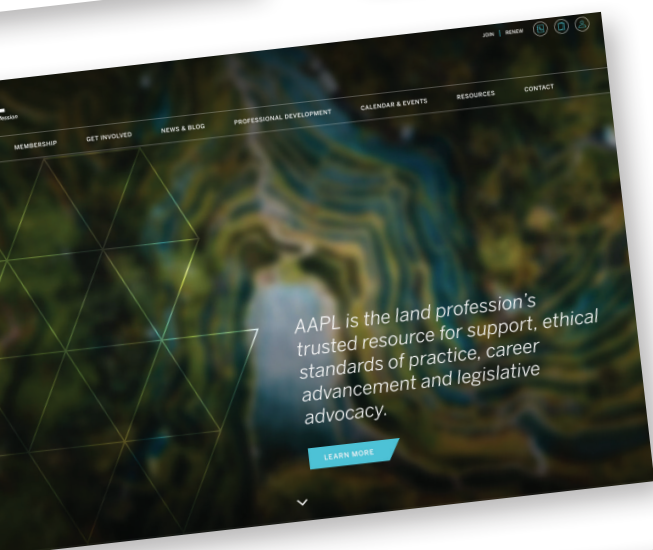 JOIN | RENEW
fession
MEMBERSHIP GET INVOLVED NEWS & BLOG PROFESSIONAL DEVELOPMENT CALENDAR & EVENTS RESOURCES CONTACT
AAPL is the land profession's
trusted resource for support, ethical
standards of practice, career
advancement and legislative
advocacy.
LEARN MORE